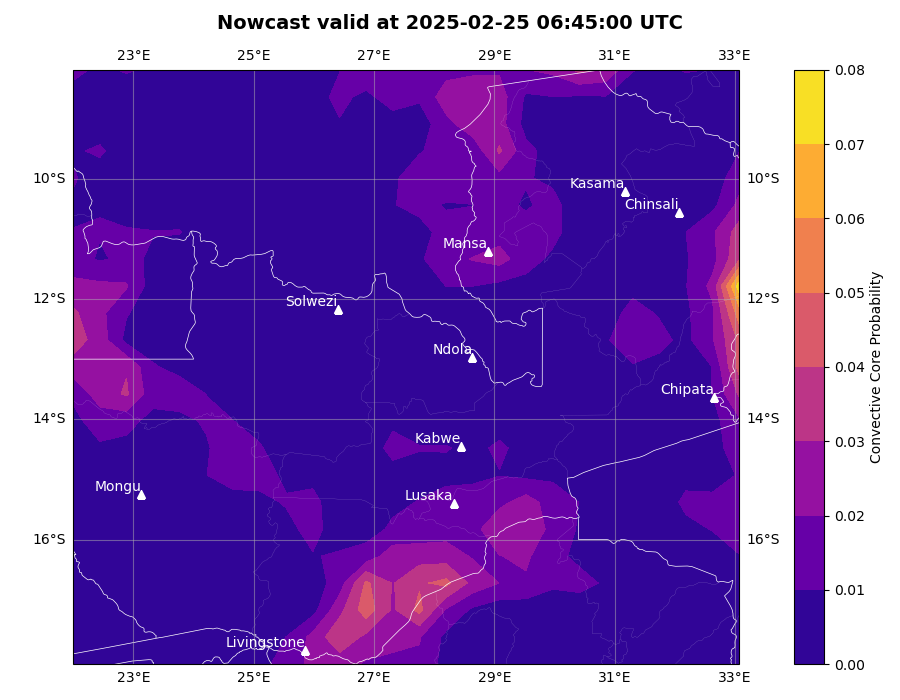 Nowcast valid at 2025-02-25 06:45:00 UTC
23°E 25°E 27°E 29°E 31°E 33°E
10°S 10°S
12°S 12°S
14°S 14°S
16°S 16°S
Kasama
Chinsali
Mansa
Solwezi
Ndola
Chipata
Kabwe
Mongu
Lusaka
Livingstone
23°E 25°E 27°E 29°E 31°E 33°E
0.08
0.07
0.06
0.05
0.04
0.03
0.02
0.01
0.00
Convective Core Probability